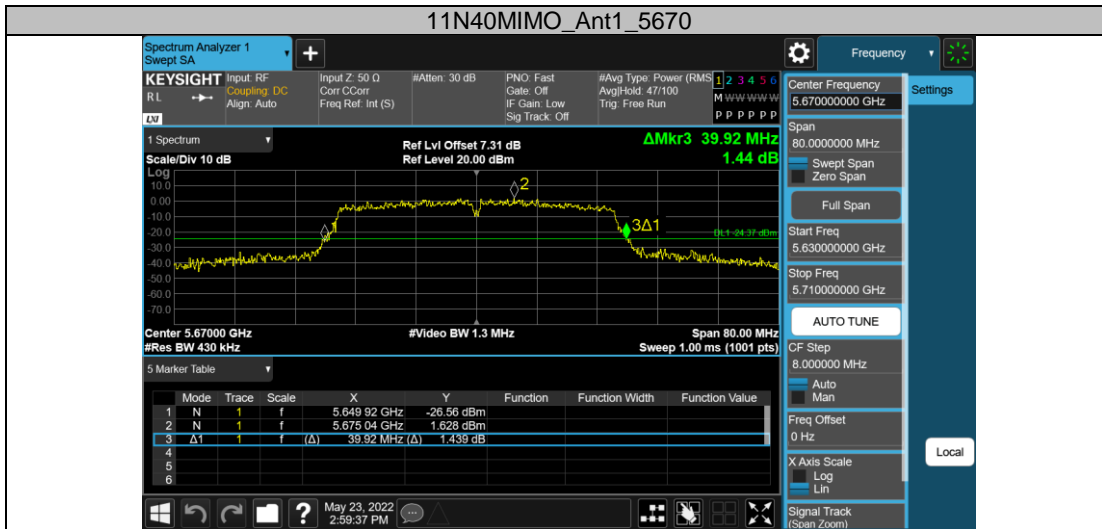 11N40MIMO_Ant1_5670
Spectrum Analyzer 1
Swept SA
Frequency
KEYSIGHT
RL
LXI
Input: RF
Coupling: DC
Align: Auto
Input Z: 50 Ω
Corr CCorr
Freq Ref: Int (S)
#Atten: 30 dB
PNO: Fast
Gate: Off
IF Gain: Low
Sig Track: Off
#Avg Type: Power (RMS
Avg|Hold: 47/100
Trig: Free Run
1 2 3 4 5 6
M W W W W W
P P P P P P
1 Spectrum
Scale/Div 10 dB
Ref Lvl Offset 7.31 dB
Ref Level 20.00 dBm
ΔMkr3 39.92 MHz
1.44 dB
Log
10.0
0.00
-10.0
-20.0
-30.0
-40.0
-50.0
-60.0
-70.0
2
3Δ1
DL1 -24.37 dBm
Center 5.67000 GHz
#Res BW 430 kHz
#Video BW 1.3 MHz
Span 80.00 MHz
Sweep 1.00 ms (1001 pts)
5 Marker Table
Mode Trace Scale X Y Function Function Width Function Value
1 N 1 f 5.649 92 GHz -26.56 dBm
2 N 1 f 5.675 04 GHz 1.628 dBm
3 Δ1 1 f (Δ) 39.92 MHz (Δ) 1.439 dB
4
5
6
Center Frequency
5.670000000 GHz
Settings
Span
80.0000000 MHz
Swept Span
Zero Span
Full Span
Start Freq
5.630000000 GHz
Stop Freq
5.710000000 GHz
AUTO TUNE
CF Step
8.000000 MHz
Auto
Man
Freq Offset
0 Hz
X Axis Scale
Log
Lin
Signal Track
(Span Zoom)
Local
?
May 23, 2022
2:59:37 PM